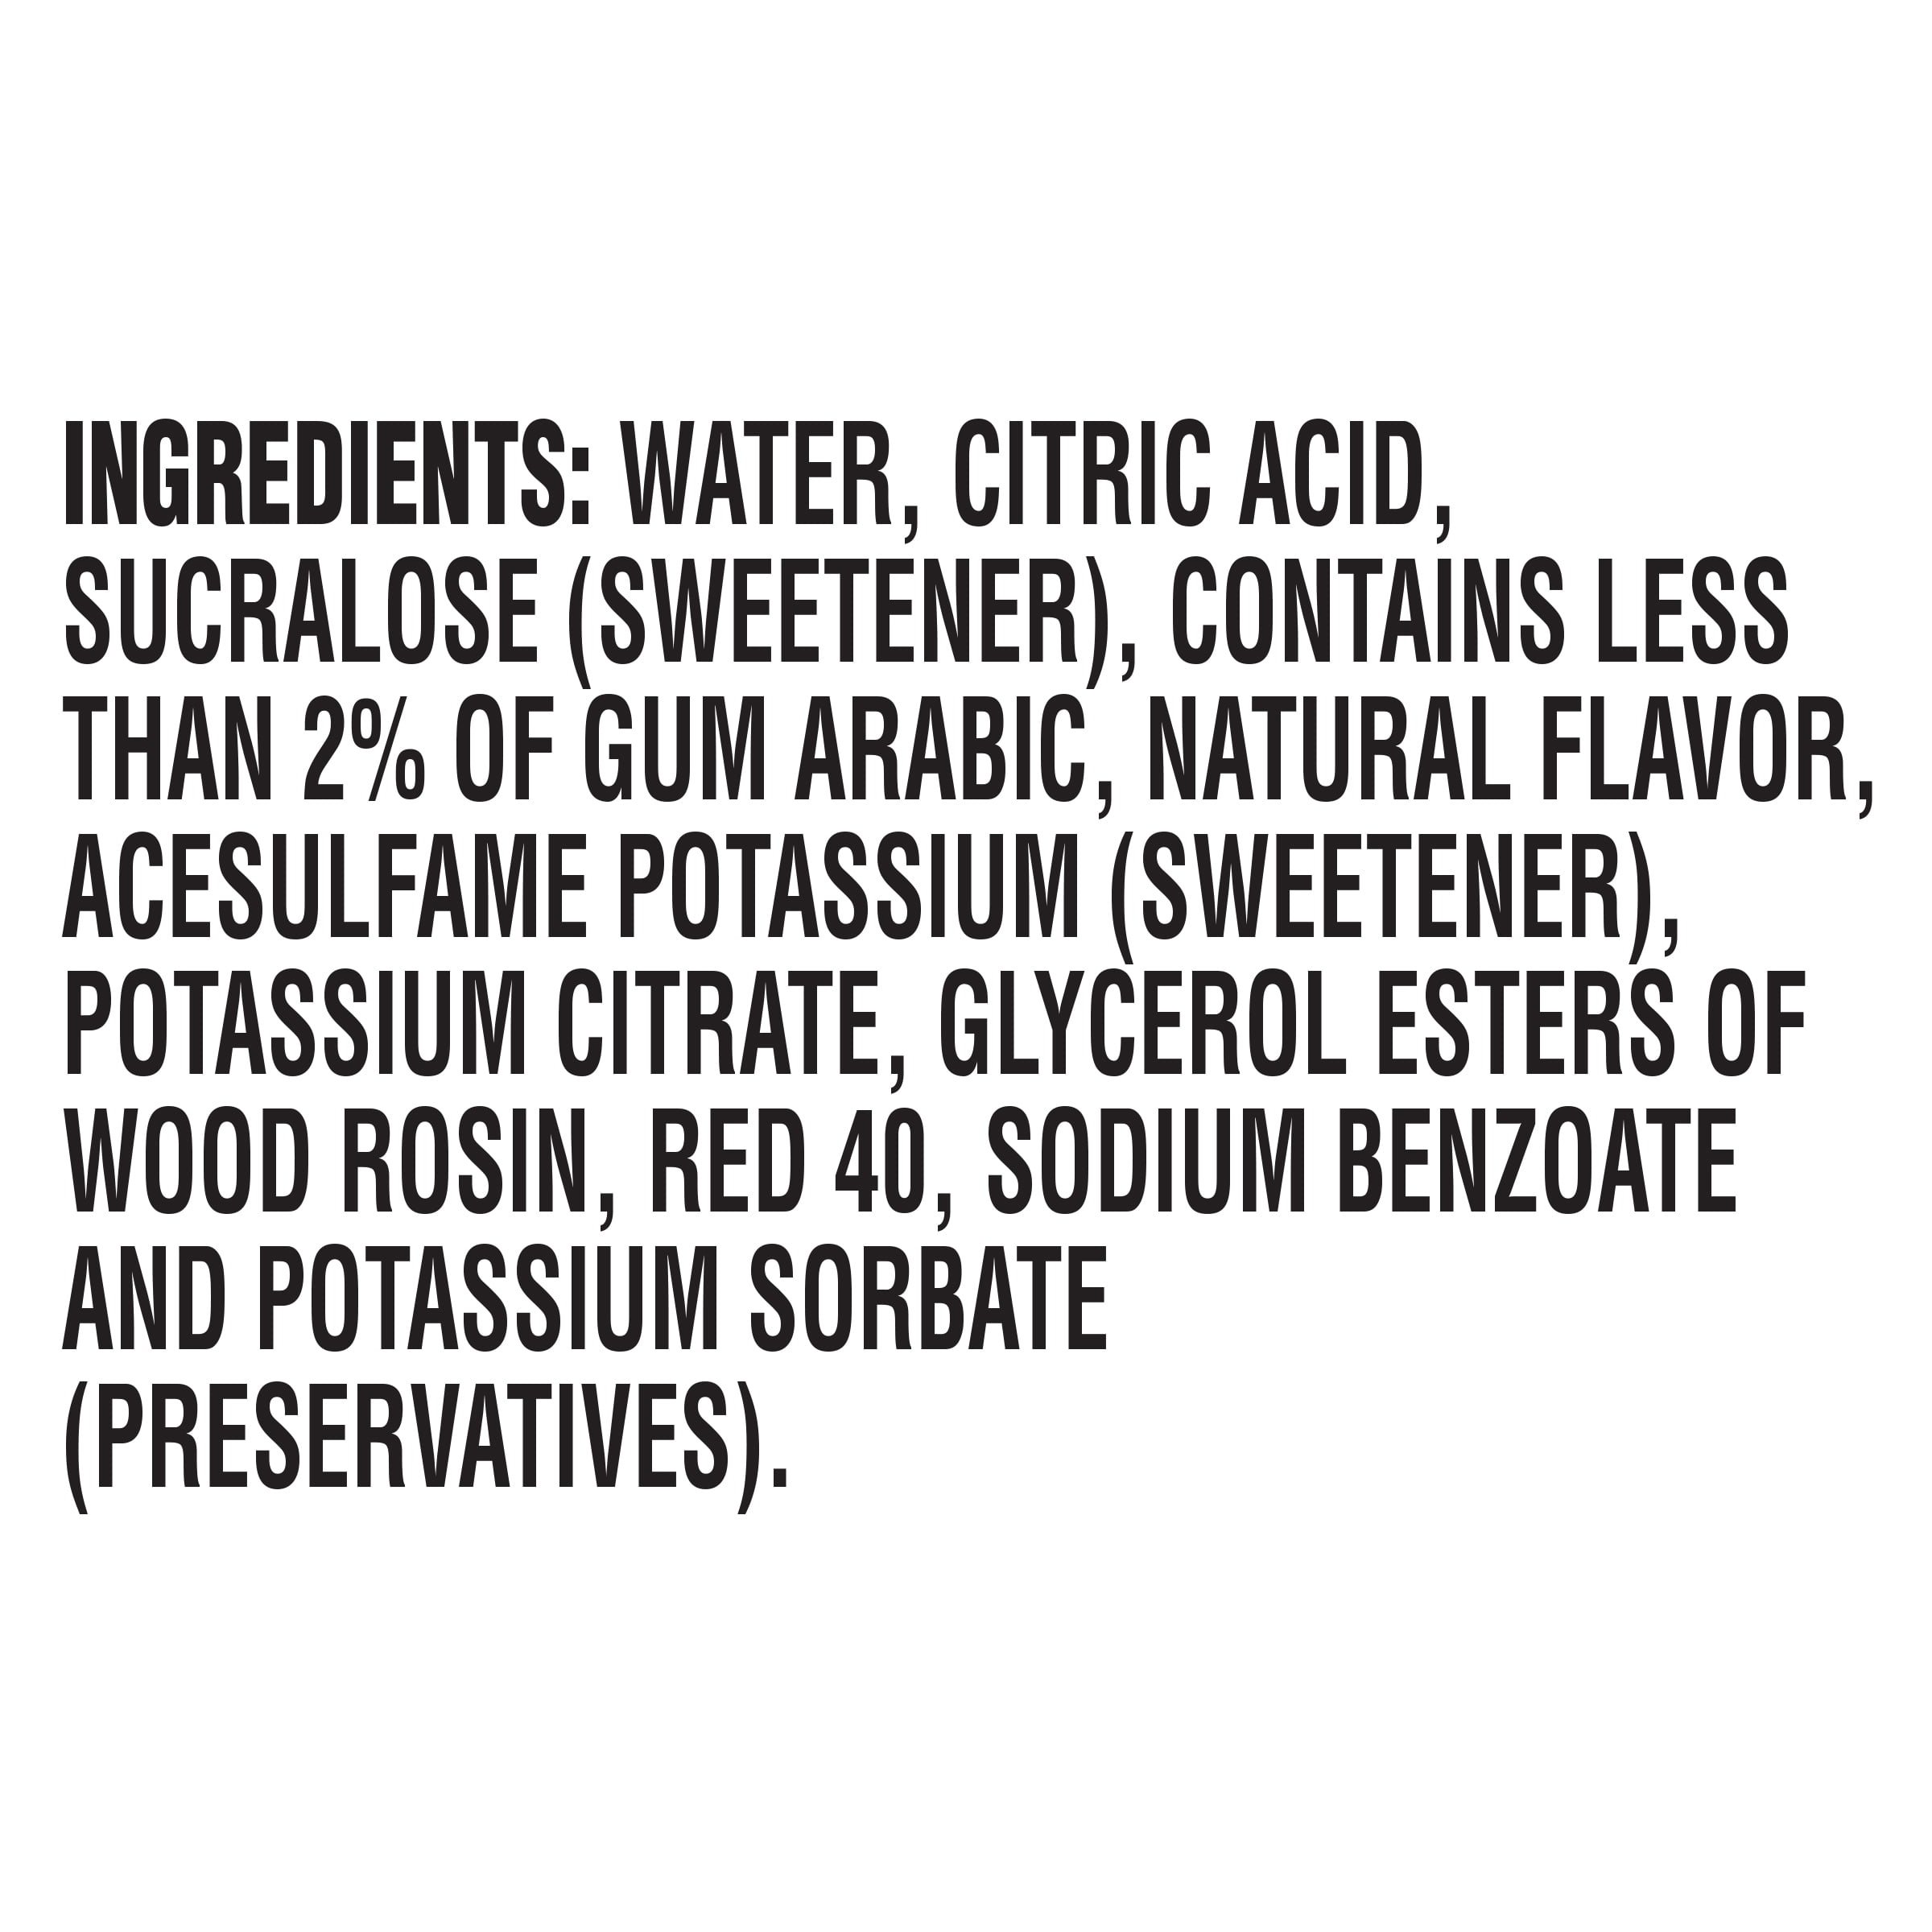 INGREDIENTS: WATER, CITRIC ACID,
SUCRALOSE (SWEETENER), CONTAINS LESS
THAN 2% OF GUM ARABIC, NATURAL FLAVOR,
ACESULFAME POTASSIUM (SWEETENER),
POTASSIUM CITRATE, GLYCEROL ESTERS OF
WOOD ROSIN, RED 40, SODIUM BENZOATE
AND POTASSIUM SORBATE
(PRESERVATIVES).